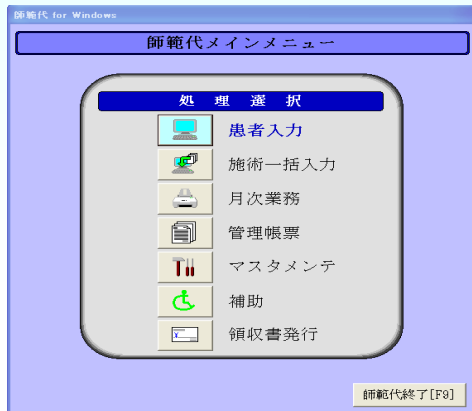 師範代 for Windows
師範代メインメニュー
処理選択
患者入力
施術一括入力
月次業務
管理帳票
マスタメンテ
補助
領収書発行
師範代終了[F9]